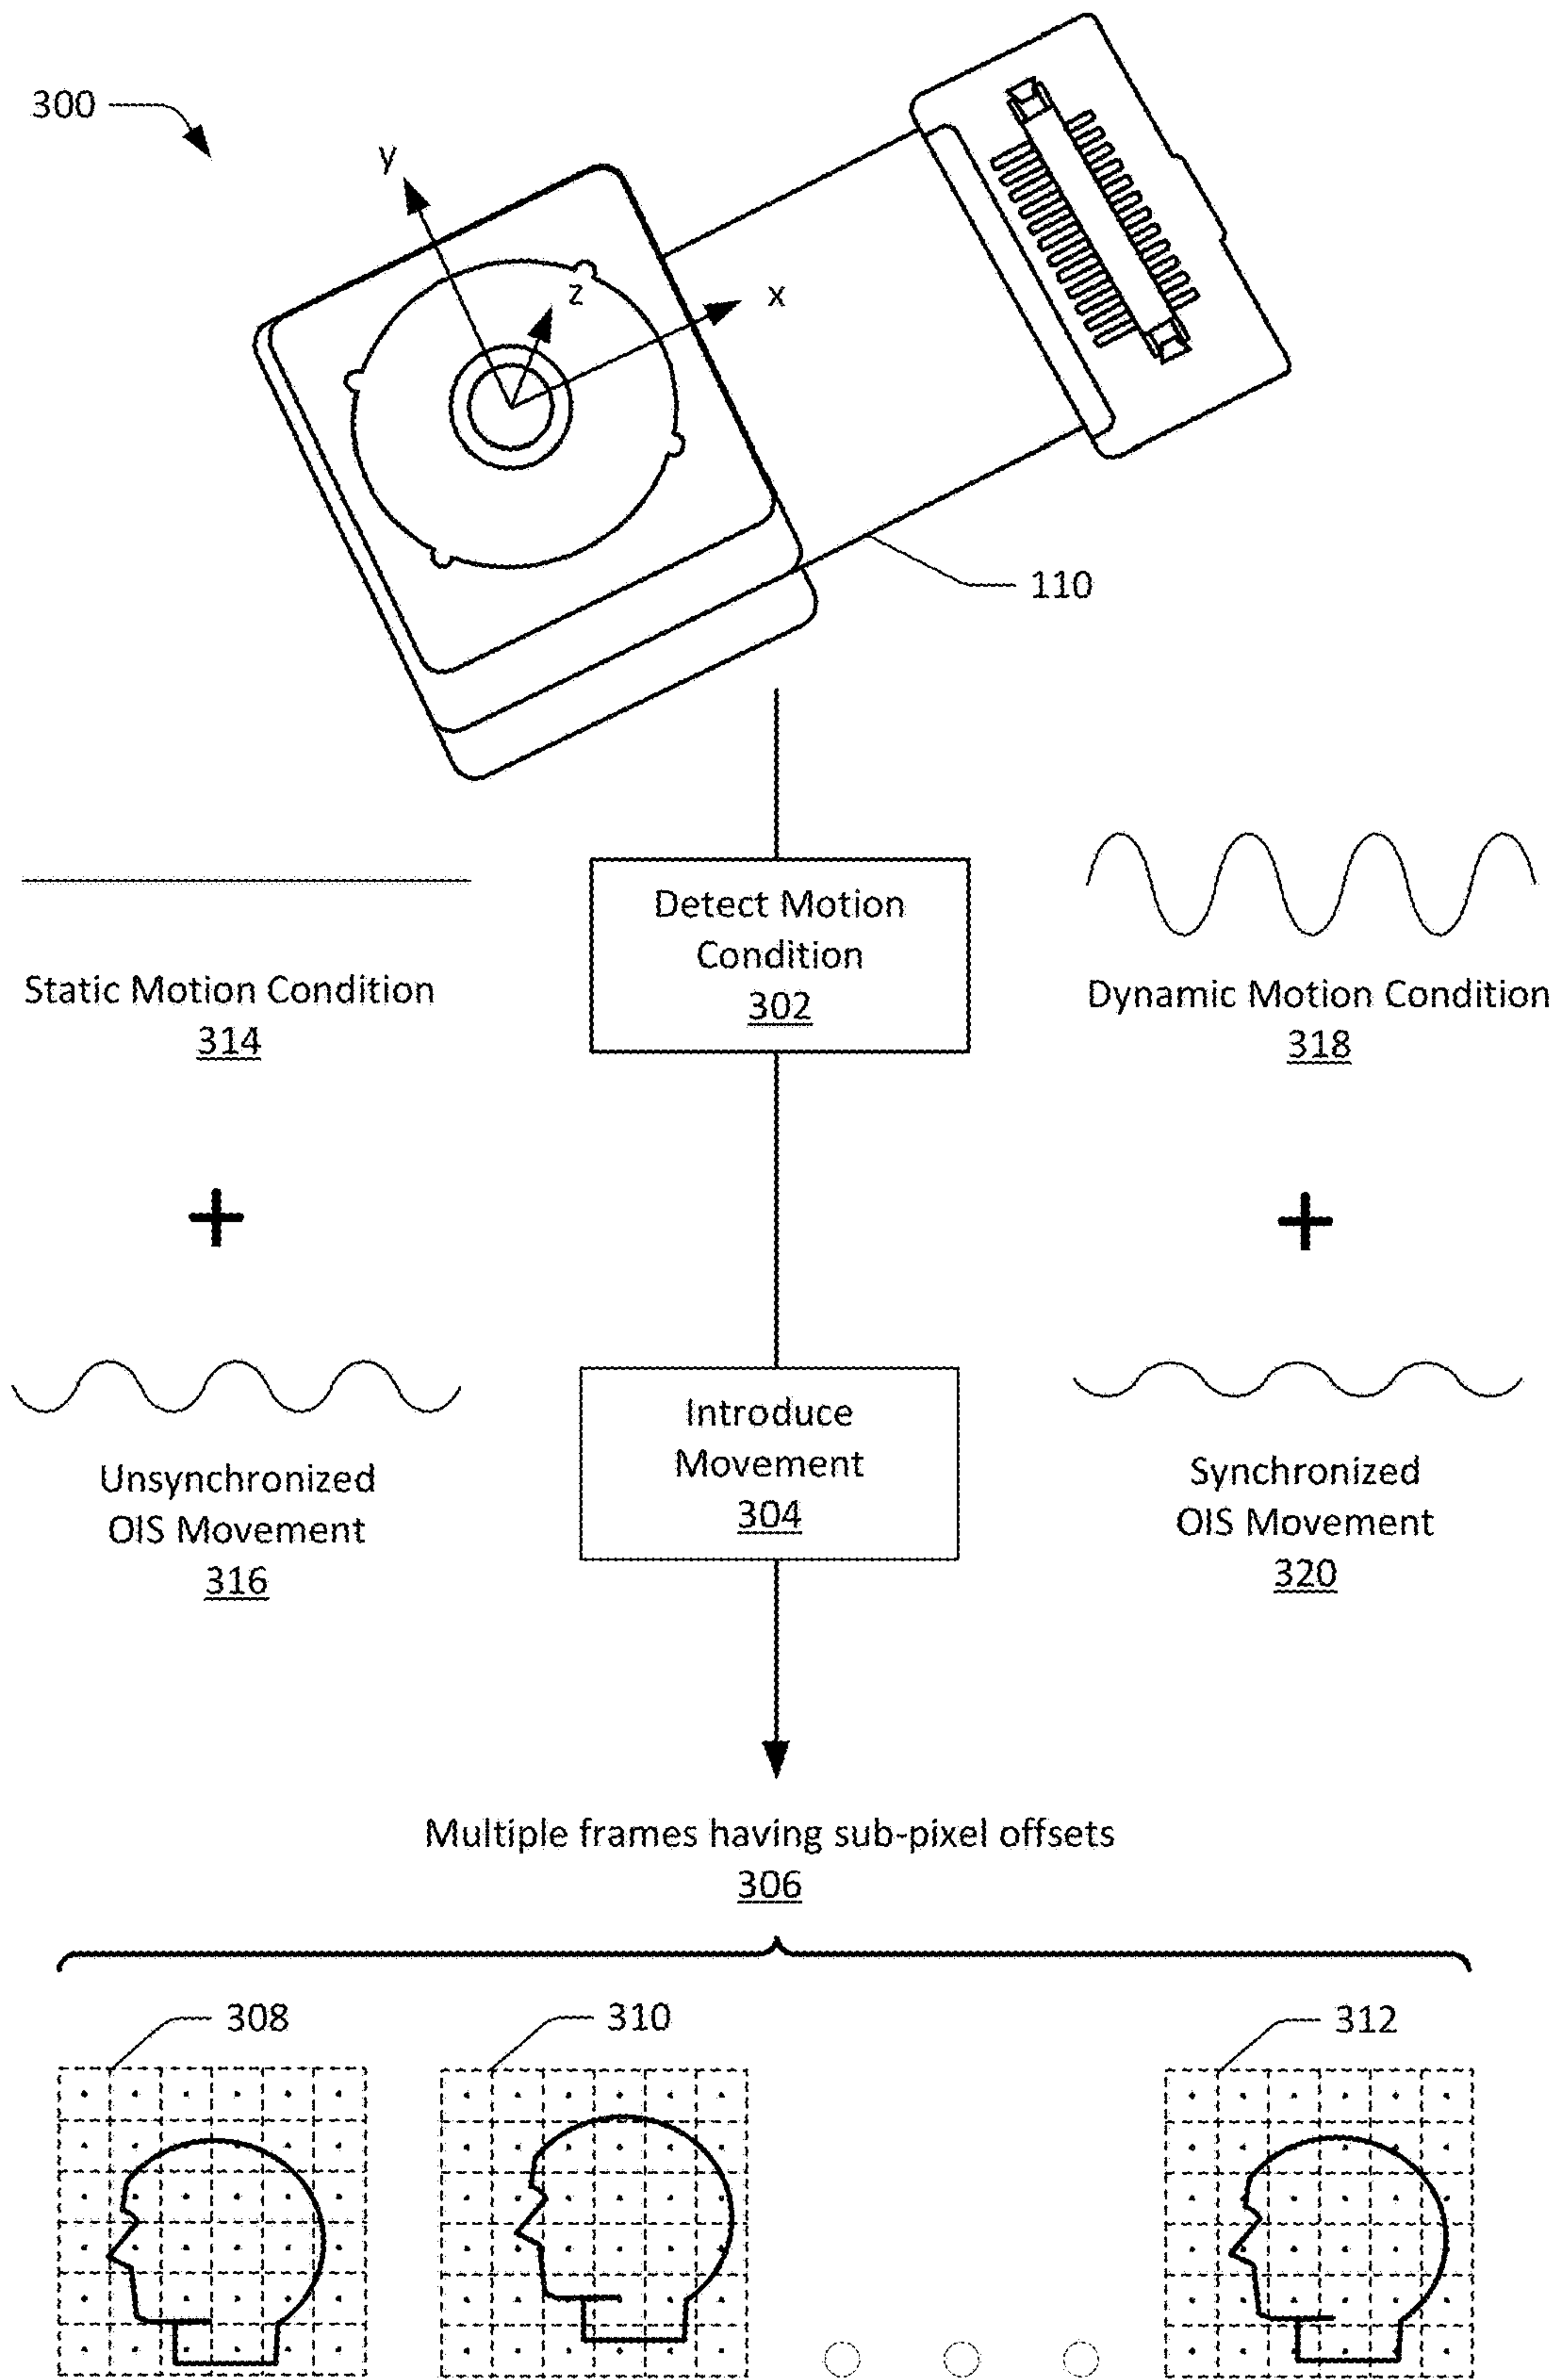 300
y
z
x
110
Detect Motion
Condition
302
Static Motion Condition
314
Dynamic Motion Condition
318
+
+
Introduce
Movement
304
Unsynchronized
OIS Movement
316
Synchronized
OIS Movement
320
Multiple frames having sub-pixel offsets
306
308
310
312